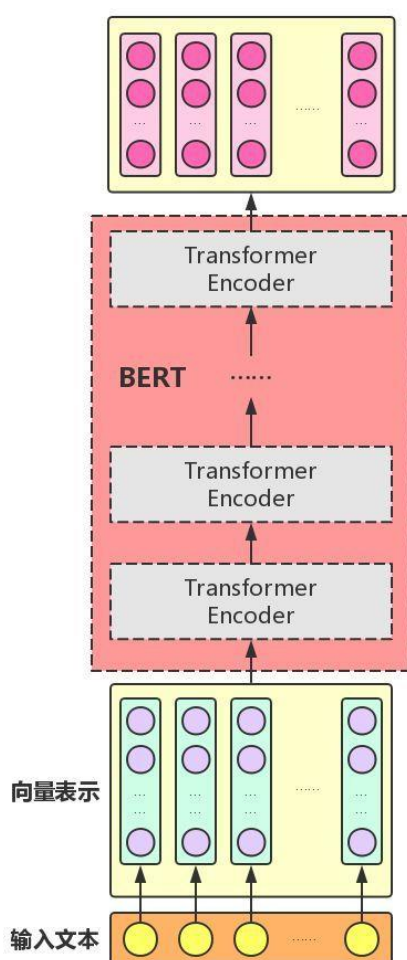 ……
…
…
…
…
Transformer
Encoder
BERT ……
Transformer
Encoder
Transformer
Encoder
向量表示
……
…
…
…
…
…
…
…
…
输入文本
……